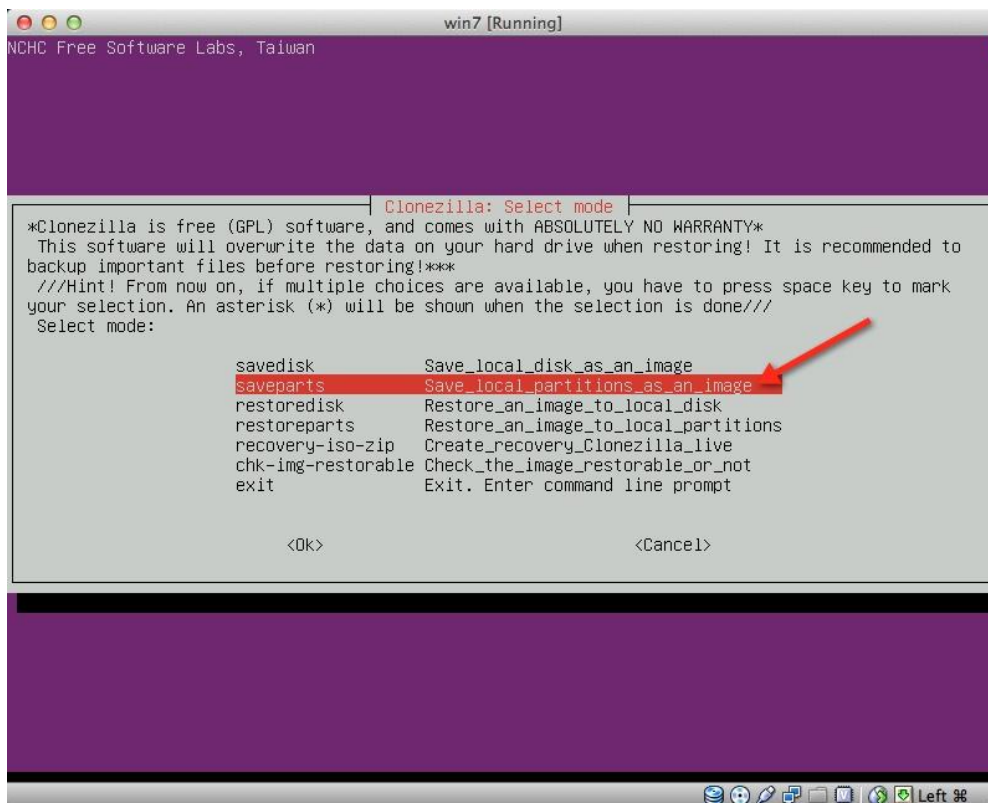 win7 [Running]
NCHC Free Software Labs, Taiwan
Clonezilla: Select mode
*Clonezilla is free (GPL) software, and comes with ABSOLUTELY NO WARRANTY*
This software will overwrite the data on your hard drive when restoring! It is recommended to
backup important files before restoring!***
///Hint! From now on, if multiple choices are available, you have to press space key to mark
your selection. An asterisk (*) will be shown when the selection is done///
Select mode:
savedisk Save_local_disk_as_an_image
saveparts Save_local_partitions_as_an_image
restoredisk Restore_an_image_to_local_disk
restoreparts Restore_an_image_to_local_partitions
recovery-iso-zip Create_recovery_Clonezilla_live
chk-img-restorable Check_the_image_restorable_or_not
exit Exit. Enter command line prompt
<Ok> <Cancel>
Left ⌘